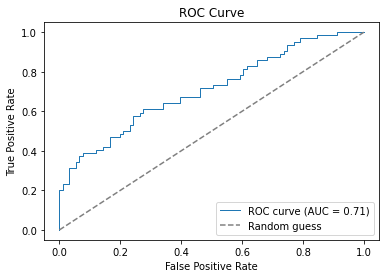 ROC Curve
True Positive Rate
1.0
0.8
0.6
0.4
0.2
0.0
ROC curve (AUC = 0.71)
Random guess
0.0 0.2 0.4 0.6 0.8 1.0
False Positive Rate